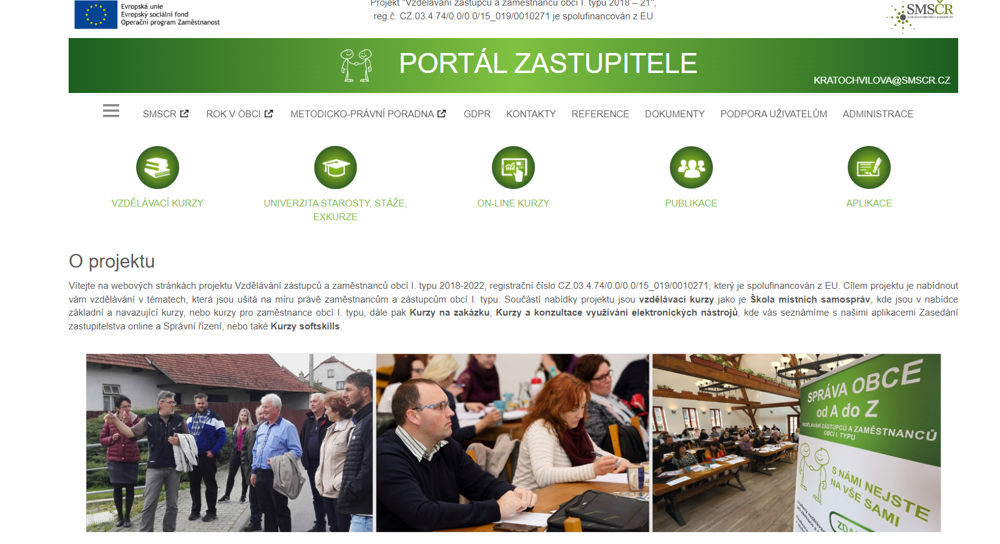 Evropská unie
Evropský sociální fond
Operační program Zaměstnanost
Projekt "Vzdělávání zástupců a zaměstnanců obcí I. typu 2018 – 21",
reg.č. CZ.03.4.74/0.0/0.0/15_019/0010271 je spolufinancován z EU
SMSČR
SDRUŽENÍ MÍSTNÍCH SAMOSPRÁV
PORTÁL ZASTUPITELE
KRATOCHVILOVA@SMSCR.CZ
SMSCR
ROK V OBCI
METODICKO-PRÁVNÍ PORADNA
GDPR
KONTAKTY
REFERENCE
DOKUMENTY
PODPORA UŽIVATELŮM
ADMINISTRACE
VZDĚLÁVACÍ KURZY
UNIVERZITA STAROSTY, STÁŽE,
EXKURZE
ON-LINE KURZY
PUBLIKACE
APLIKACE
O projektu
Vítejte na webových stránkách projektu Vzdělávání zástupců a zaměstnanců obcí I. typu 2018-2022, registrační číslo CZ.03.4.74/0.0/0.0/15_019/0010271, který je spolufinancován z EU. Cílem projektu je nabídnout
vám vzdělávání v tématech, která jsou ušitá na míru právě zaměstnancům a zástupcům obcí I. typu. Součástí nabídky projektu jsou vzdělávací kurzy jako je Škola místních samospráv, kde jsou v nabídce
základní a navazující kurzy, nebo kurzy pro zaměstnance obcí I. typu, dále pak Kurzy na zakázku, Kurzy a konzultace využívání elektronických nástrojů, kde vás seznámíme s našimi aplikacemi Zasedání
zastupitelstva online a Správní řízení, nebo také Kurzy softskills.
SPRÁVA OBCE
od A do Z
VZDĚLÁVÁNÍ ZÁSTUPCŮ A ZAMĚSTNANCŮ
OBCÍ I. TYPU
S NÁMI NEJSTE
NA VŠE SAMI